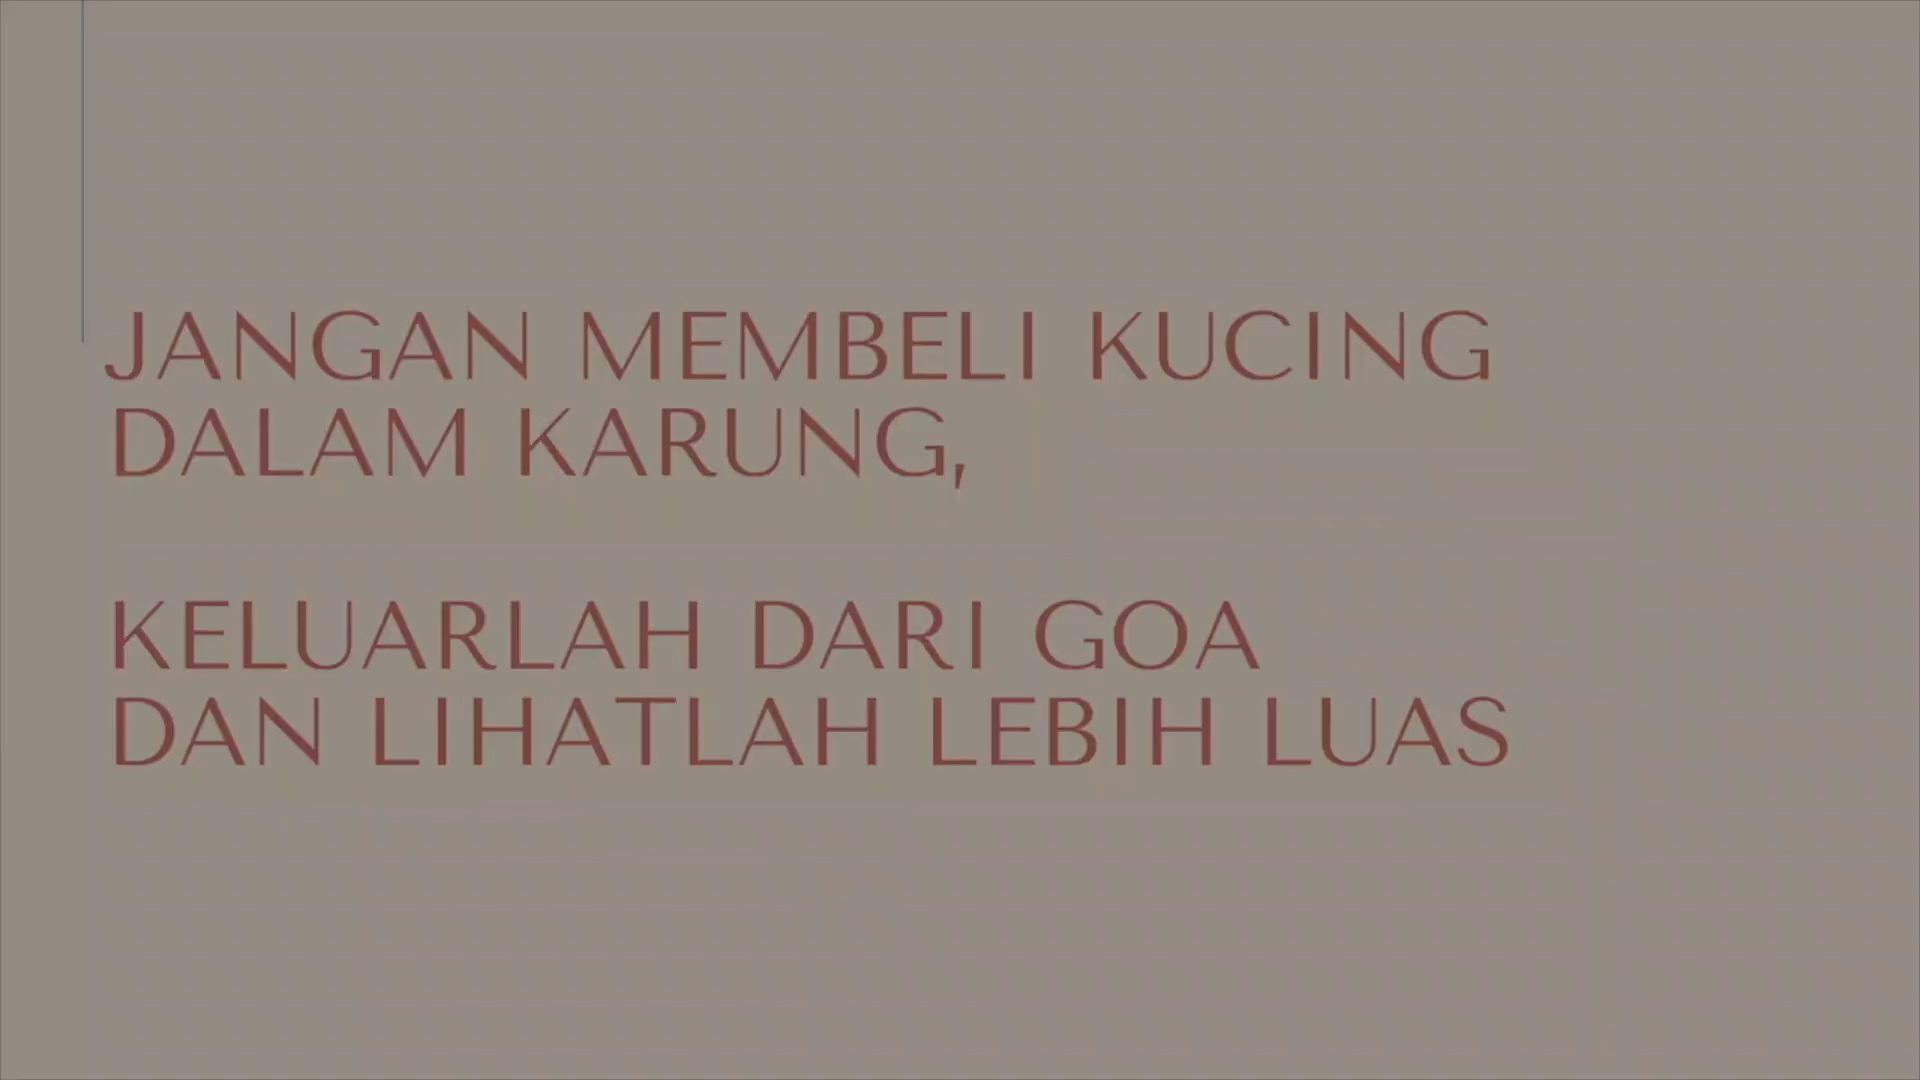 JANGAN MEMBELI KUCING
DALAM KARUNG,
KELUARLAH DARI GOA
DAN LIHATLAH LEBIH LUAS